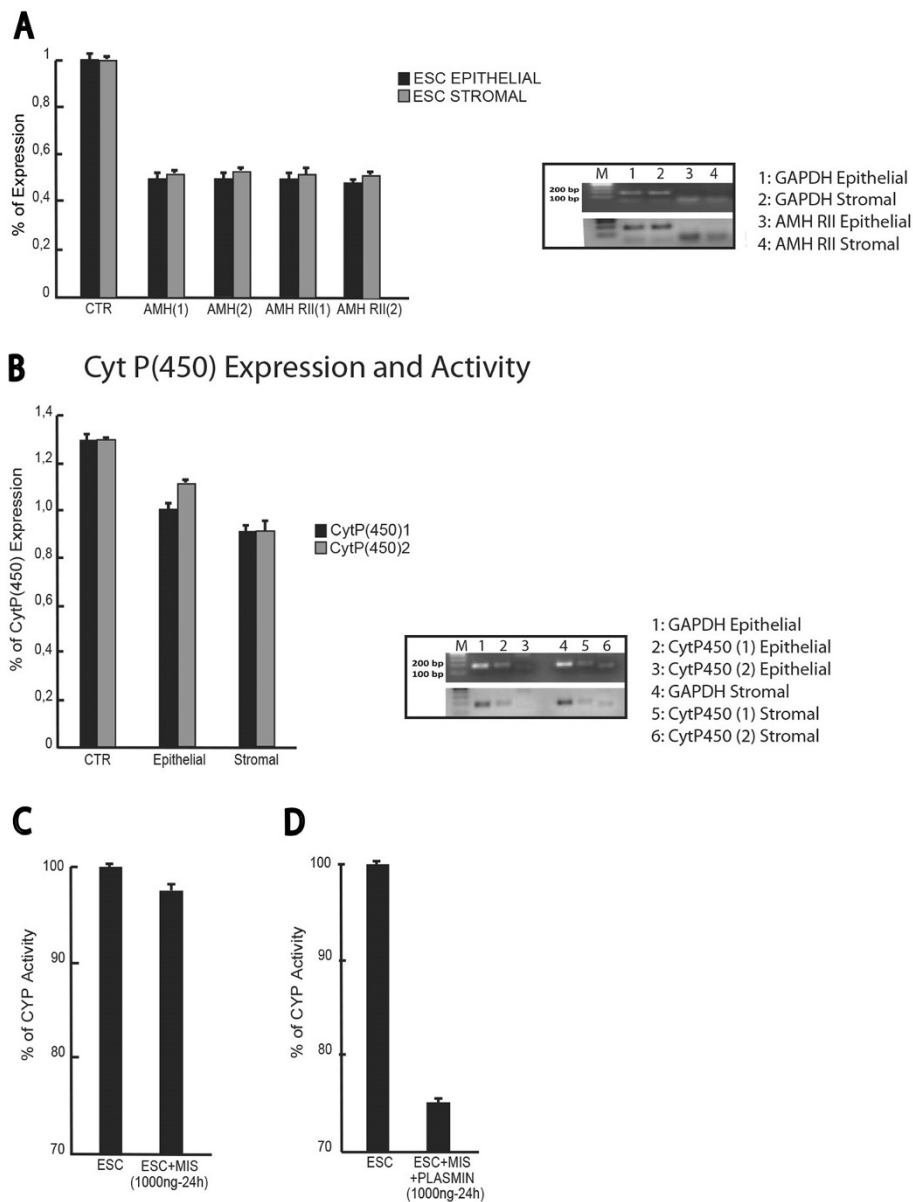 A
% of Expression
1
0,8
0,6
0,4
0,2
0
CTR
AMH(1)
AMH(2)
AMH RII(1)
AMH RII(2)
ESC EPITHELIAL
ESC STROMAL
M 1 2 3 4
200 bp
100 bp
1: GAPDH Epithelial
2: GAPDH Stromal
3: AMH RII Epithelial
4: AMH RII Stromal
B Cyt P(450) Expression and Activity
% of CytP(450) Expression
1,4
1,2
1,0
0,8
0,6
0,4
0,2
0
CTR
Epithelial
Stromal
CytP(450)1
CytP(450)2
M 1 2 3 4 5 6
200 bp
100 bp
1: GAPDH Epithelial
2: CytP450 (1) Epithelial
3: CytP450 (2) Epithelial
4: GAPDH Stromal
5: CytP450 (1) Stromal
6: CytP450 (2) Stromal
C
% of CYP Activity
100
90
80
70
ESC
ESC+MIS
(1000ng-24h)
D
% of CYP Activity
100
90
80
70
ESC
ESC+MIS
+PLASMIN
(1000ng-24h)